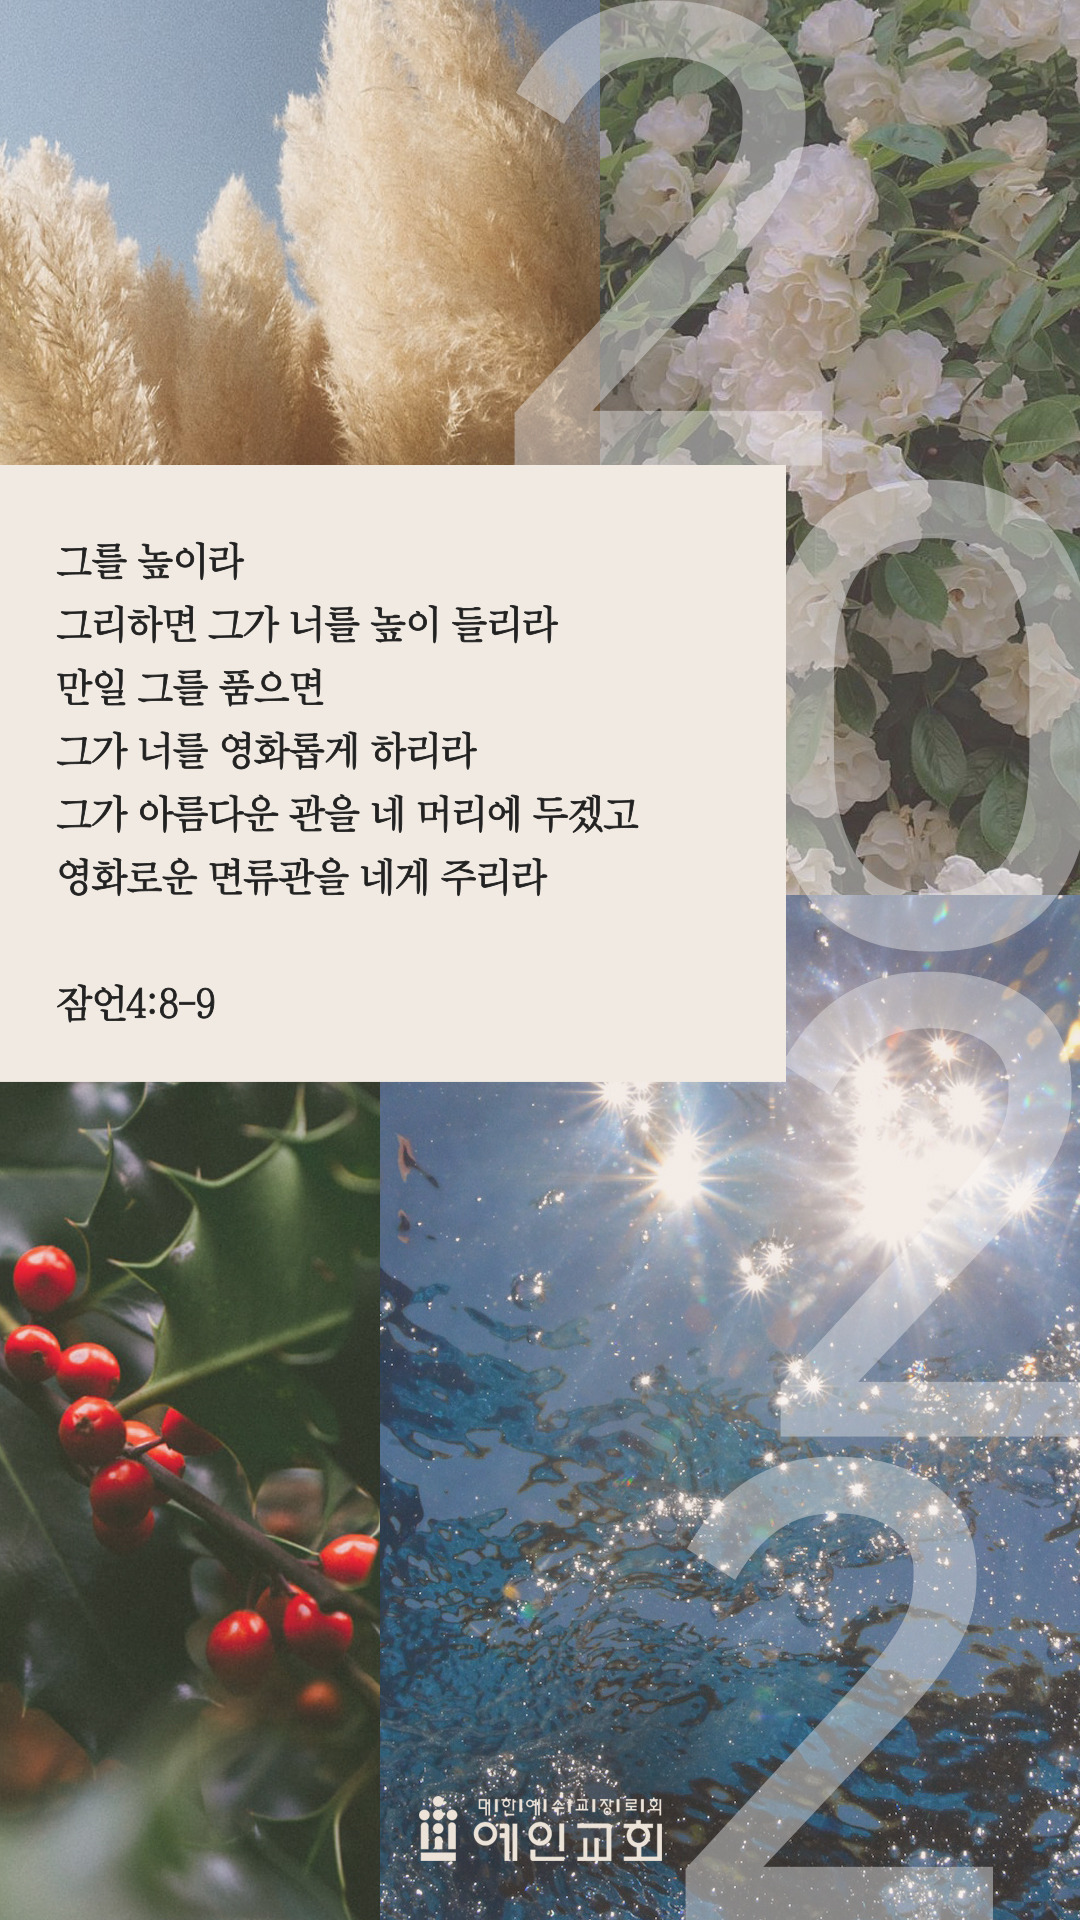 2
0
2
2
그를 높이라
그리하면 그가 너를 높이 들리라
만일 그를 품으면
그가 너를 영화롭게 하리라
그가 아름다운 관을 네 머리에 두겠고
영화로운 면류관을 네게 주리라
잠언4:8-9
대|한|예|수|교|장|로|회
예인교회